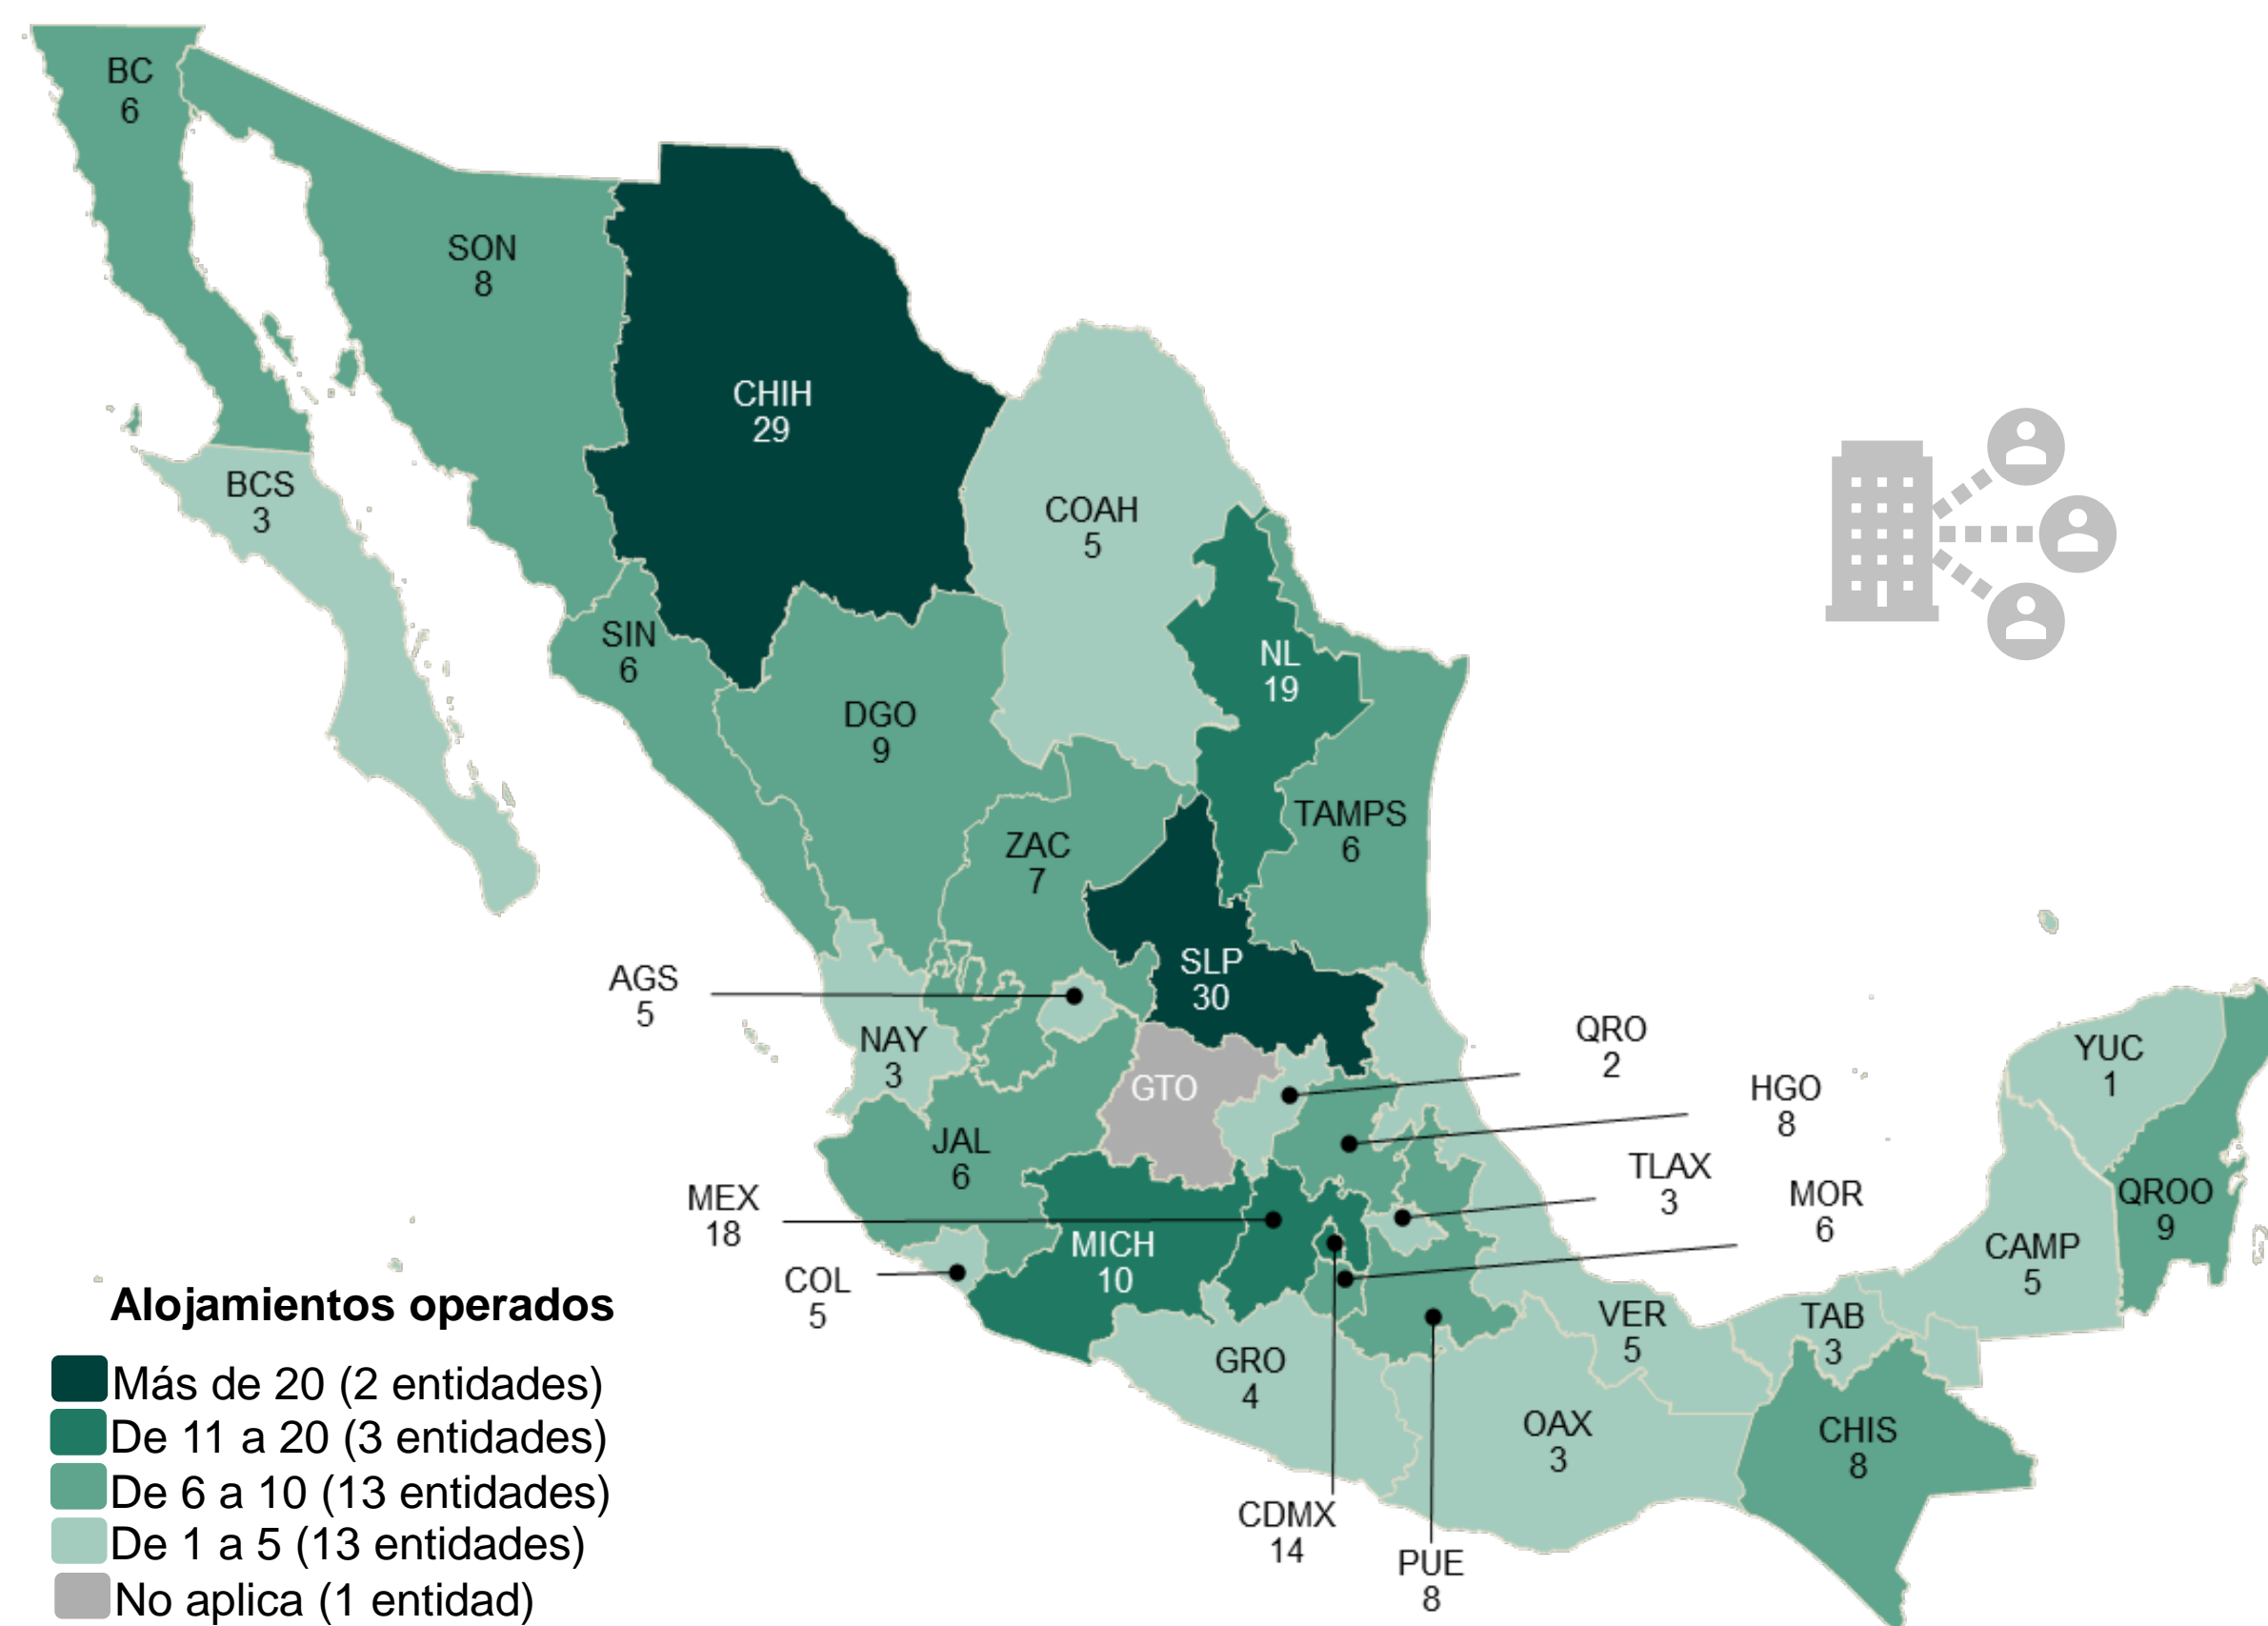 BC
6
SON
8
CHIH
29
BCS
3
COAH
5
SIN
6
NL
19
DGO
9
TAMPS
6
ZAC
7
SLP
30
AGS
5
NAY
3
GTO
QRO
2
YUC
1
HGO
8
JAL
6
TLAX
3
MOR
6
QROO
9
MEX
18
MICH
10
CAMP
5
COL
5
VER
5
TAB
3
GRO
4
OAX
3
CHIS
8
CDMX
14
PUE
8
Alojamientos operados
Más de 20 (2 entidades)
De 11 a 20 (3 entidades)
De 6 a 10 (13 entidades)
De 1 a 5 (13 entidades)
No aplica (1 entidad)